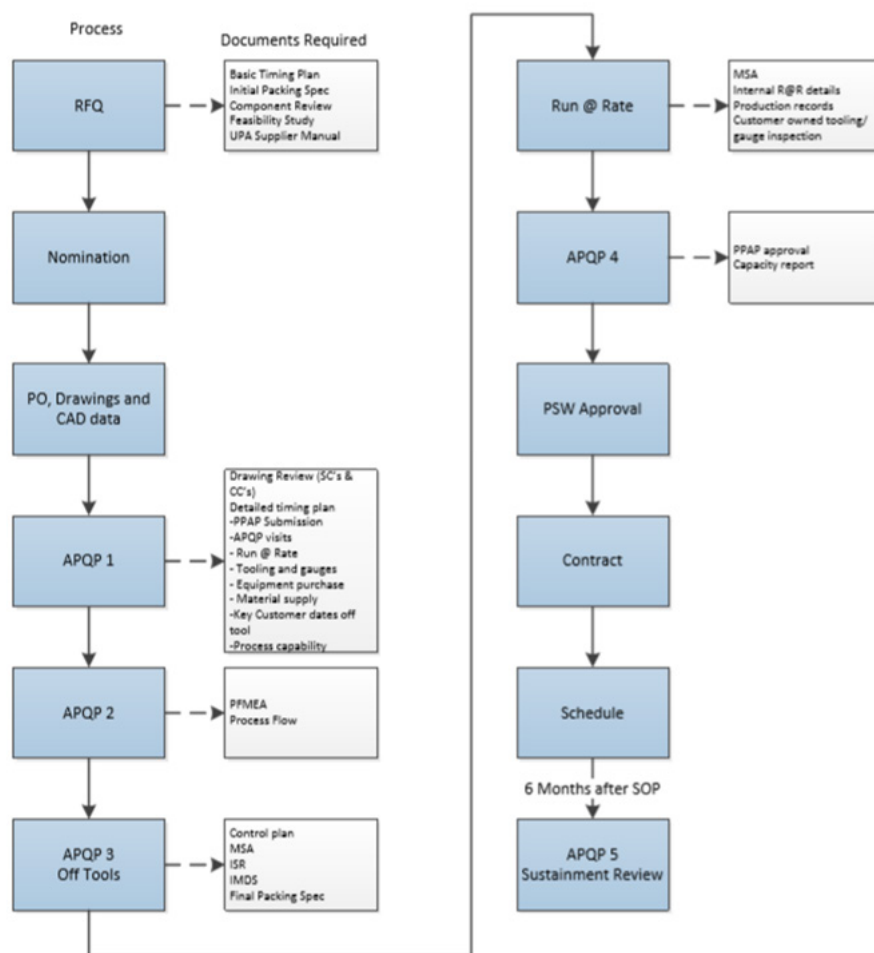 Process
Documents Required
RFQ
Basic Timing Plan
Initial Packing Spec
Component Review
Feasibility Study
UPA Supplier Manual
Nomination
PO, Drawings and
CAD data
APQP 1
Drawing Review (SC's &
CC's)
Detailed timing plan
-PPAP Submission
-APQP visits
- Run @ Rate
- Tooling and gauges
- Equipment purchase
- Material supply
-Key Customer dates off
tool
-Process capability
APQP 2
PFMEA
Process Flow
APQP 3
Off Tools
Control plan
MSA
ISR
IMDS
Final Packing Spec
Run @ Rate
MSA
Internal R@R details
Production records
Customer owned tooling/
gauge inspection
APQP 4
PPAP approval
Capacity report
PSW Approval
Contract
Schedule
6 Months after SOP
APQP 5
Sustainment Review